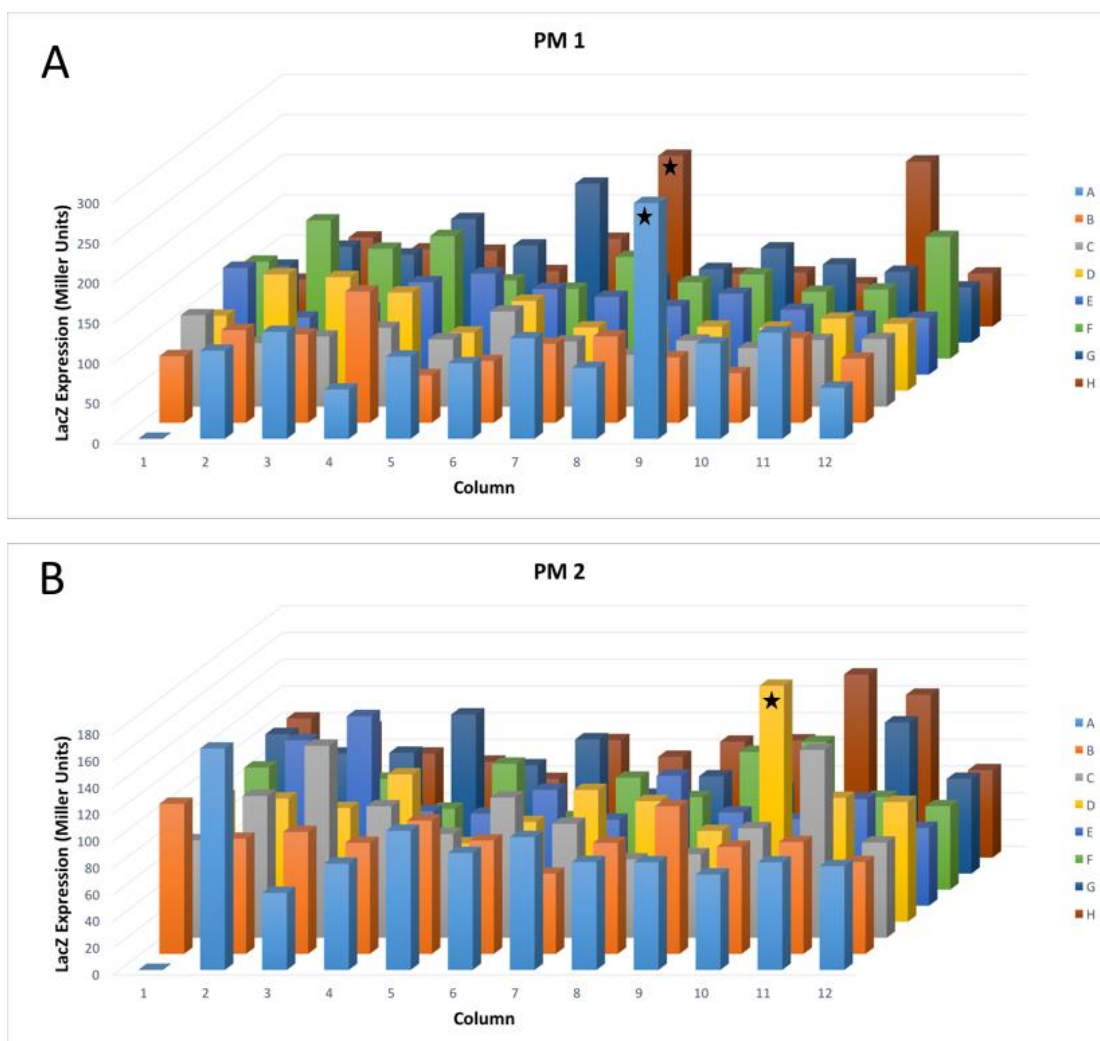 A
PM 1
LacZ Expression (Miller Units)
300
250
200
150
100
50
0
1 2 3 4 5 6 7 8 9 10 11 12
Column
A
B
C
D
E
F
G
H
B
PM 2
LacZ Expression (Miller Units)
180
160
140
120
100
80
60
40
20
0
1 2 3 4 5 6 7 8 9 10 11 12
Column
A
B
C
D
E
F
G
H